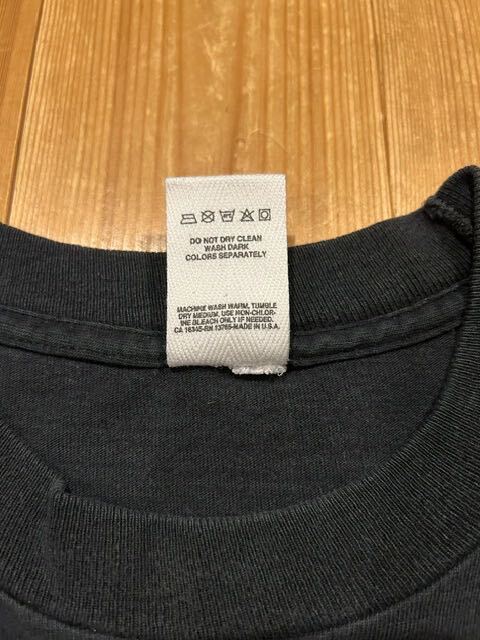 DO NOT DRY CLEAN
WASH DARK
COLORS SEPARATELY
MACHINE WASH WARM, TUMBLE
DRY MEDIUM. USE NON-CHLOR-
INE BLEACH ONLY IF NEEDED.
CA 16345-RN 13765-MADE IN U.S.A.